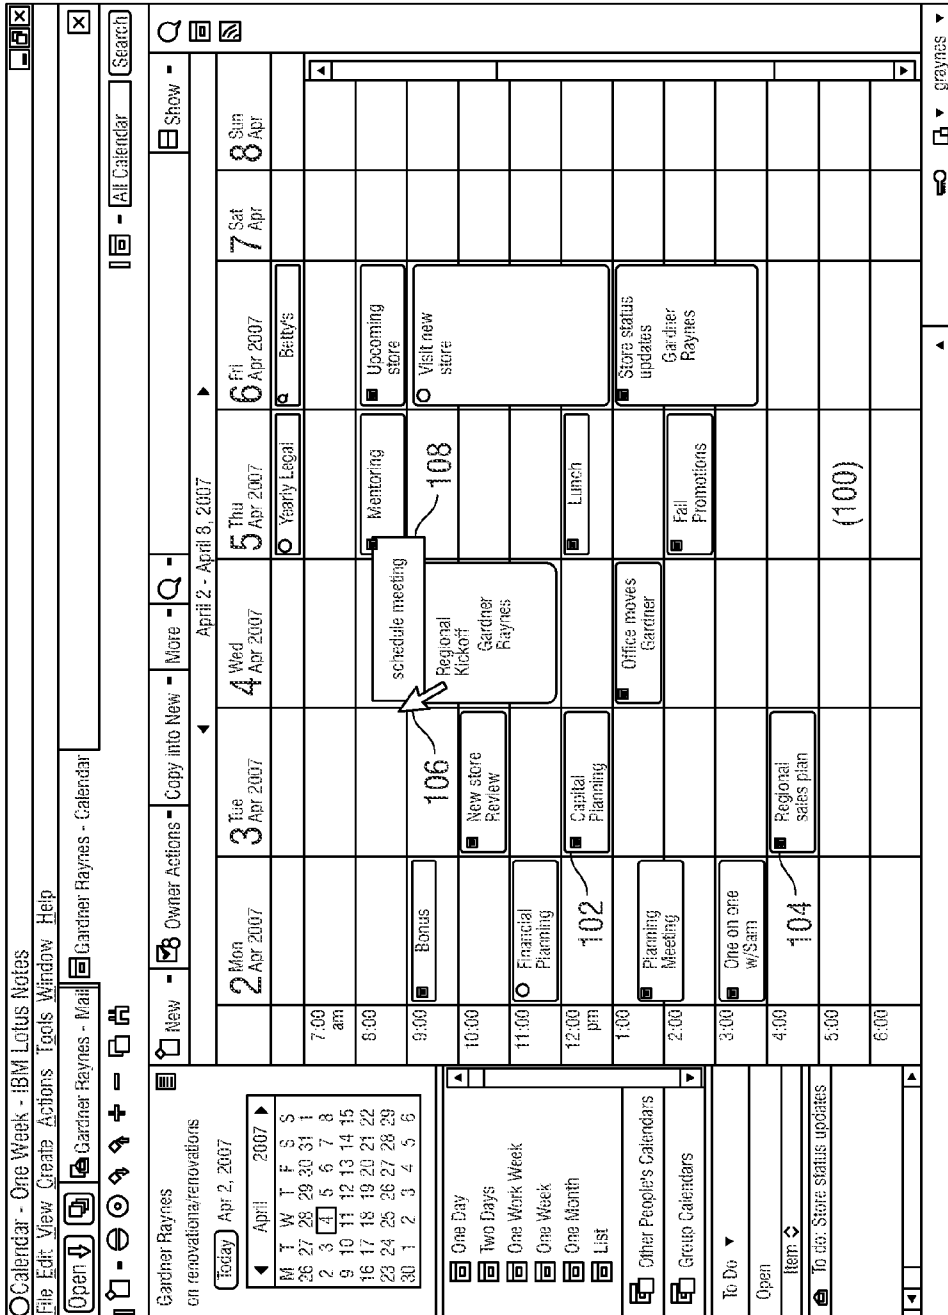 Calendar - One Week - IBM Lotus Notes
File Edit View Create Actions Tools Window Help
Open Gardner Raynes - Mail Gardner Raynes - Calendar
All Calendar Search
Gardner Raynes
on renovations/renovations
Today Apr 2, 2007
April 2007
M T W T F S S
26 27 28 29 30 31 1
2 3 4 5 6 7 8
9 10 11 12 13 14 15
16 17 18 19 20 21 22
23 24 25 26 27 28 29
30 1 2 3 4 5 6
One Day
Two Days
One Work Week
One Week
One Month
List
Other People's Calendars
Group Calendars
To Do
Open
Item
To do: Store status updates
New Owner Actions Copy into New More Show
April 2 - April 8, 2007
2 Mon Apr 2007
3 Tue Apr 2007
4 Wed Apr 2007
5 Thu Apr 2007
6 Fri Apr 2007
7 Sat Apr
8 Sun Apr
7:00 am
8:00
9:00
10:00
11:00
12:00 pm
1:00
2:00
3:00
4:00
5:00
6:00
Bonus
Financial
Planning
Planning
Meeting
One on one
w/Sam
New store
Review
Capital
Planning
102
Regional
sales plan
104
106
schedule meeting
108
Regional
Kickoff
Gardner
Raynes
Office moves
Gardner
Yearly Legal
Mentoring
Lunch
Fall
Promotions
(100)
Betty's
Upcoming
store
Visit new
store
Store status
updates
Gardner
Raynes
graynes